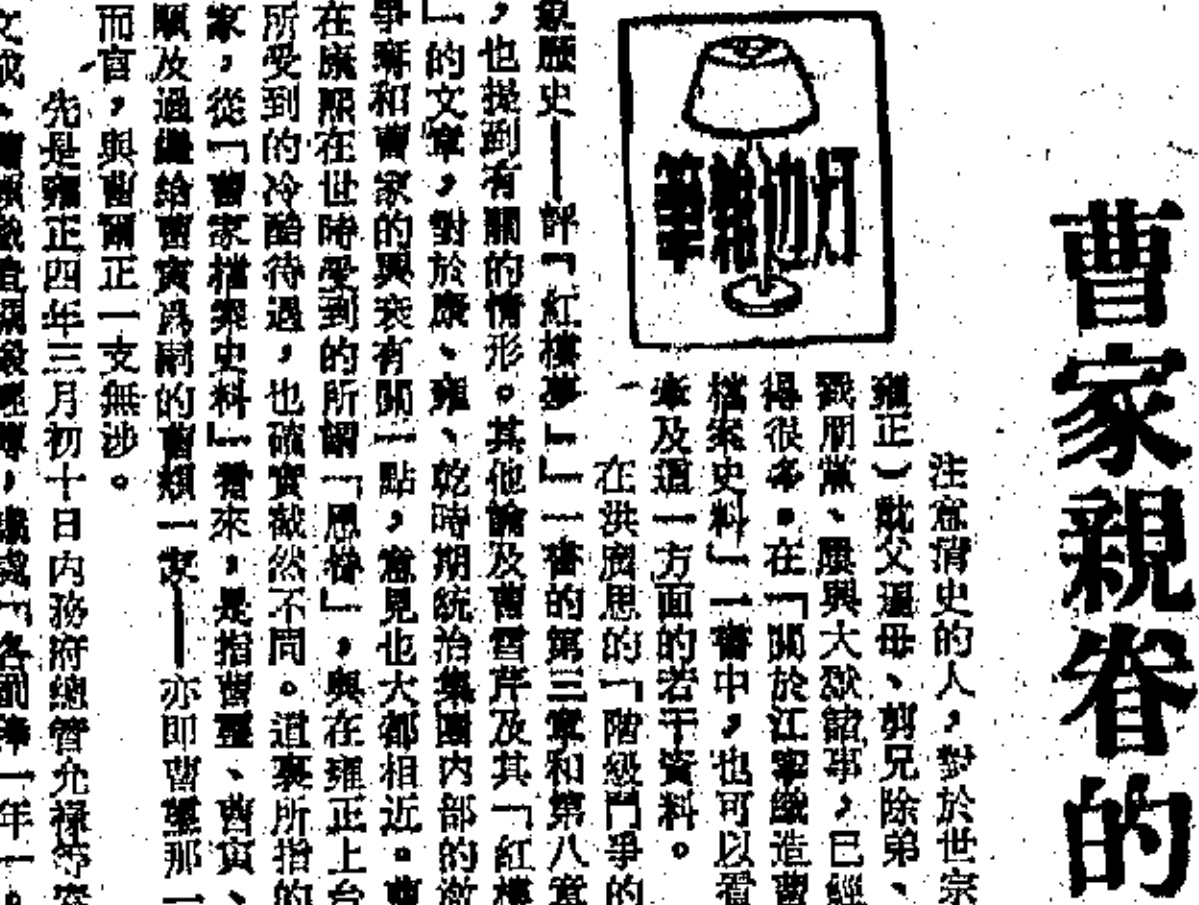 曹家親眷的
灯边雜筆
注意清史的人，對於世宗
雍正）戕父逼母、剪兄除弟、
戮朋黨、屢興大獄諸事，已經
得很多。在「關於江寧織造曹
檔案史料」一書中，也可以看
牽及這一方面的若干資料。
在洪廣思的「階級鬥爭的
象歷史——評『紅樓夢』」一書的第三章和第八章
，也提到有關的情形。其他論及曹雪芹及其「紅樓
」的文章，對於康、雍、乾時期統治集團內部的激
爭奪和曹家的興衰有關一點，意見也大都相近。曹
在康熙在世時受到的所謂「恩眷」，與在雍正上台
所受到的冷酷待遇，也確實截然不同。這裏所指的
家，從「曹家檔案史料」看來，是指曹璽、曹寅、
顒及過繼給曹寅爲嗣的曹頫一家——亦即曹璽那一
而官，與曹爾正一支無涉。
先是雍正四年三月初十日內務府總管允祿等